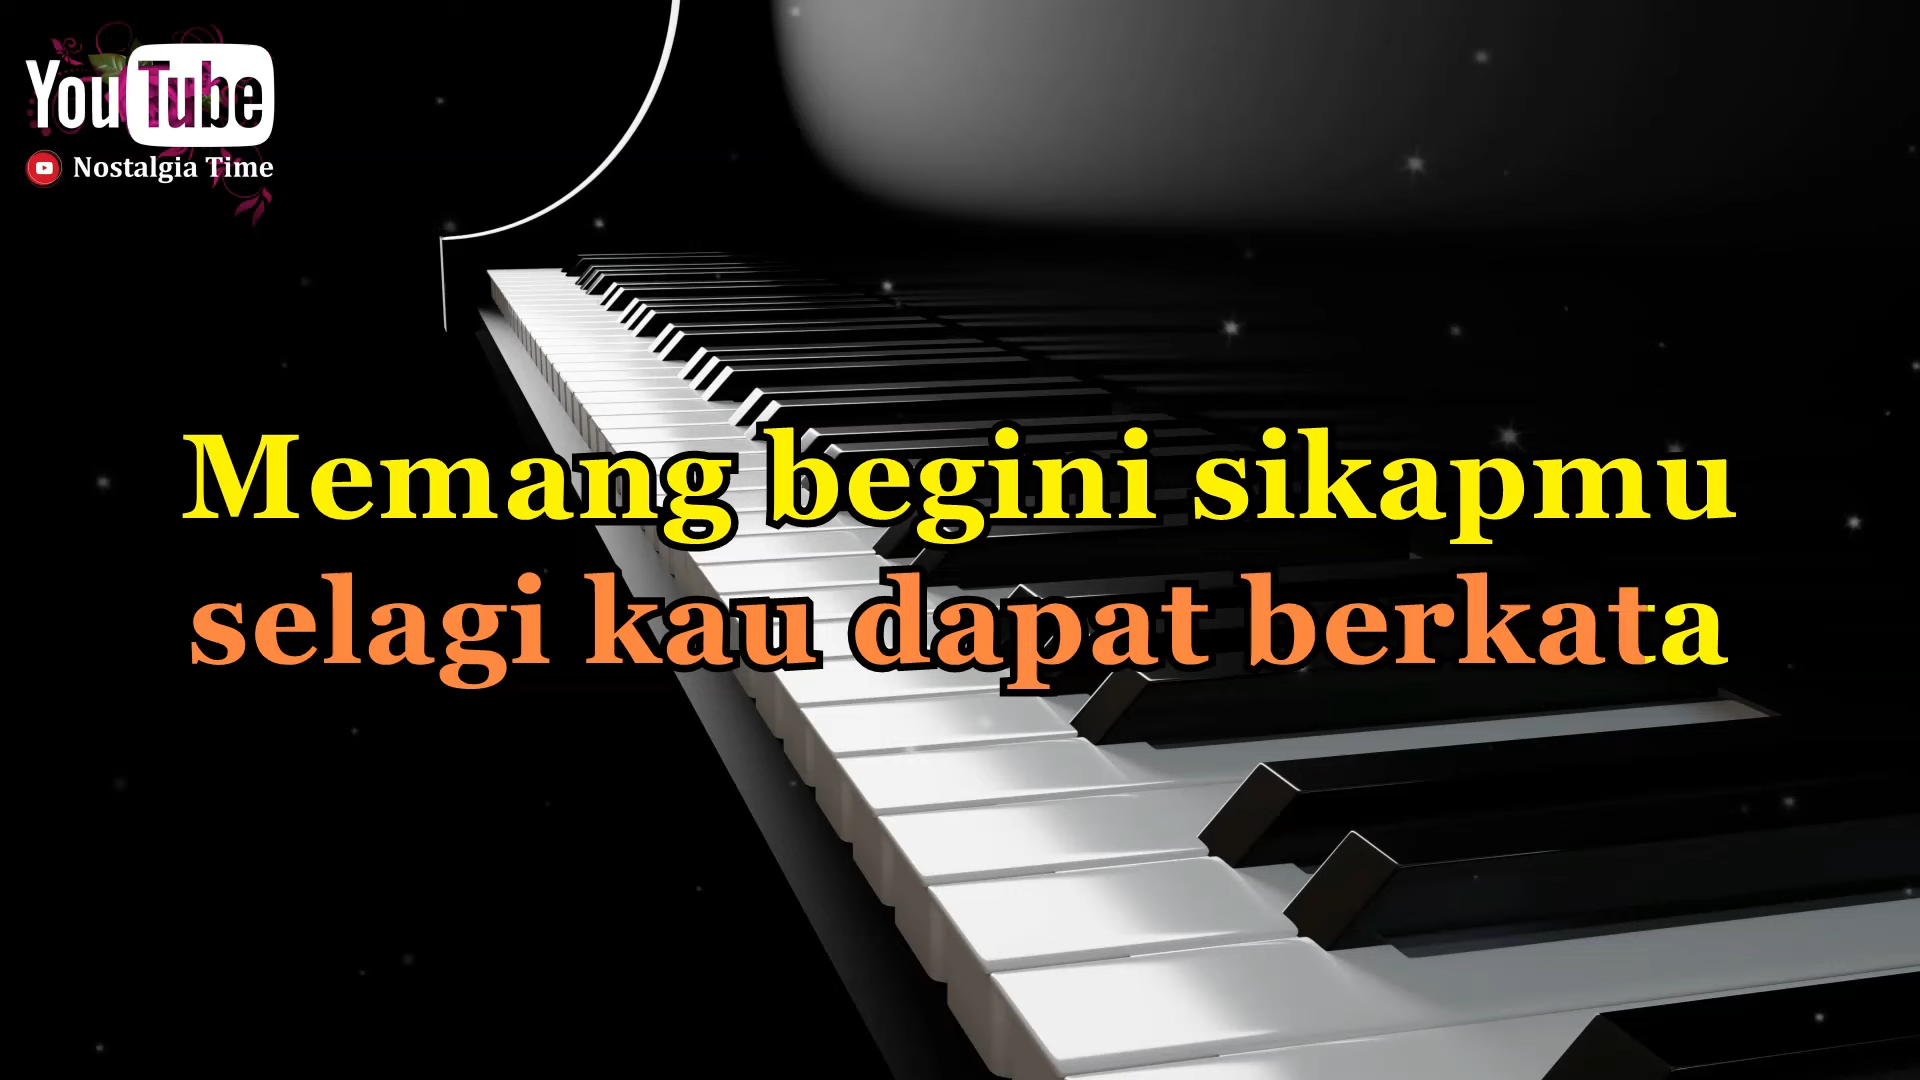 YouTube
Nostalgia Time
Memang begini sikapmu
selagi kau dapat berkata